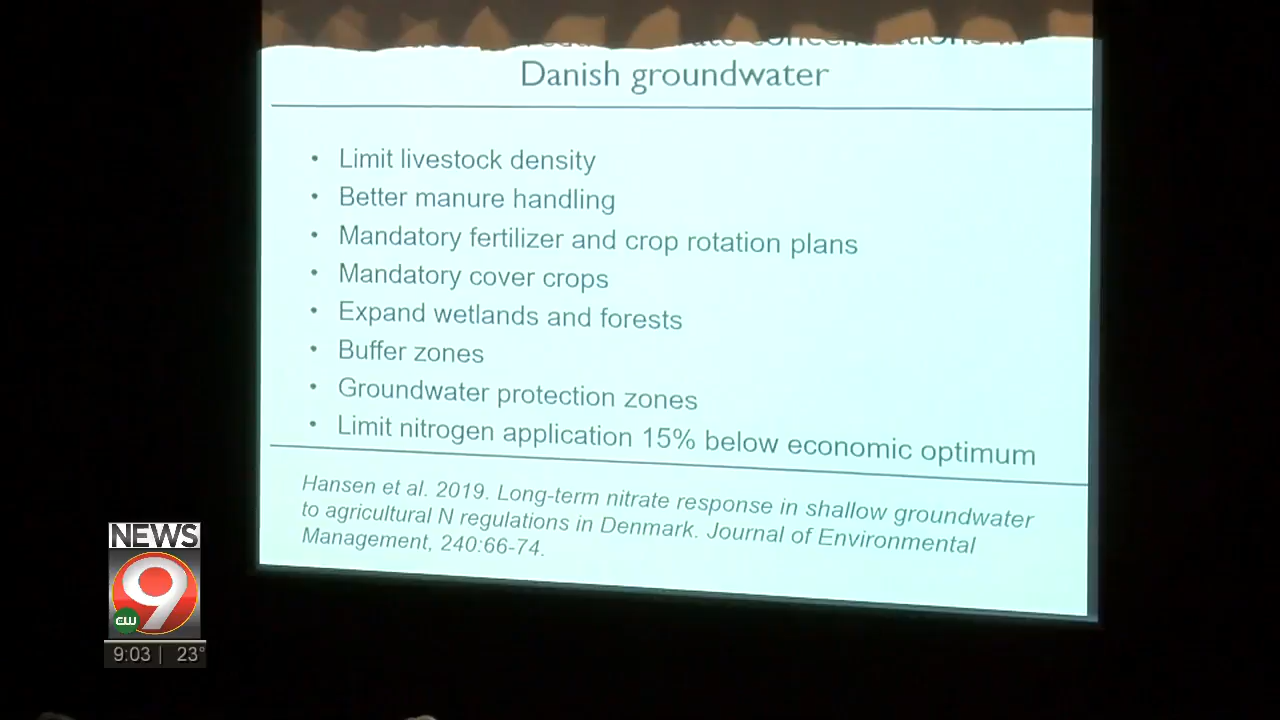 concentrations in
Danish groundwater
• Limit livestock density
• Better manure handling
• Mandatory fertilizer and crop rotation plans
• Mandatory cover crops
• Expand wetlands and forests
• Buffer zones
• Groundwater protection zones
• Limit nitrogen application 15% below economic optimum
Hansen et al. 2019. Long-term nitrate response in shallow groundwater
to agricultural N regulations in Denmark. Journal of Environmental
Management, 240:66-74.
NEWS
9
CW
9:03 | 23°